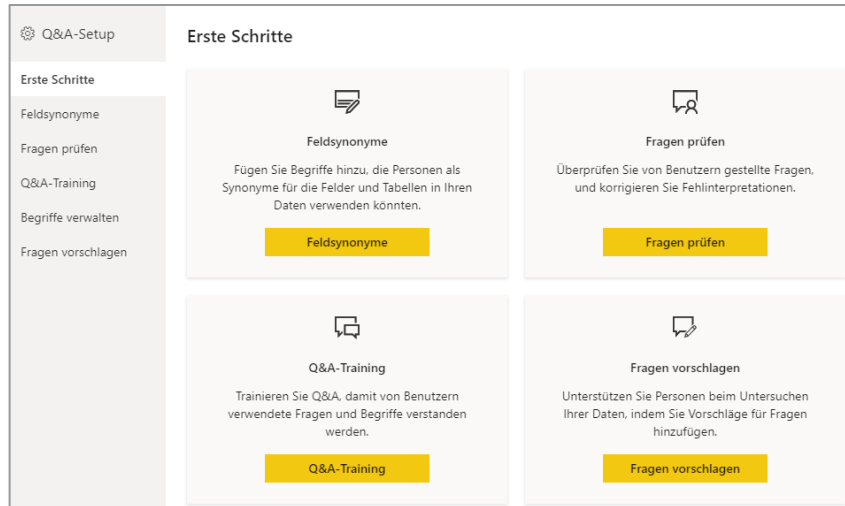 Q&A-Setup
Erste Schritte
Feldsynonyme
Fragen prüfen
Q&A-Training
Begriffe verwalten
Fragen vorschlagen
Erste Schritte
Feldsynonyme
Fügen Sie Begriffe hinzu, die Personen als
Synonyme für die Felder und Tabellen in Ihren
Daten verwenden könnten.
Feldsynonyme
Fragen prüfen
Überprüfen Sie von Benutzern gestellte Fragen,
und korrigieren Sie Fehlinterpretationen.
Fragen prüfen
Q&A-Training
Trainieren Sie Q&A, damit von Benutzern
verwendete Fragen und Begriffe verstanden
werden.
Q&A-Training
Fragen vorschlagen
Unterstützen Sie Personen beim Untersuchen
Ihrer Daten, indem Sie Vorschläge für Fragen
hinzufügen.
Fragen vorschlagen